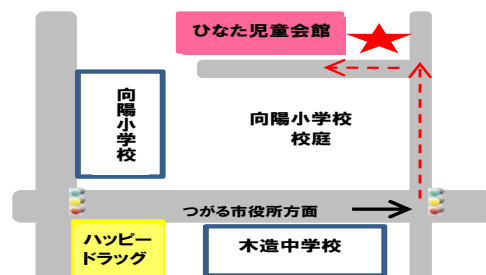 ひなた児童会館
向陽小学校
向陽小学校
校庭
つがる市役所方面
ハッピー
ドラッグ
木造中学校